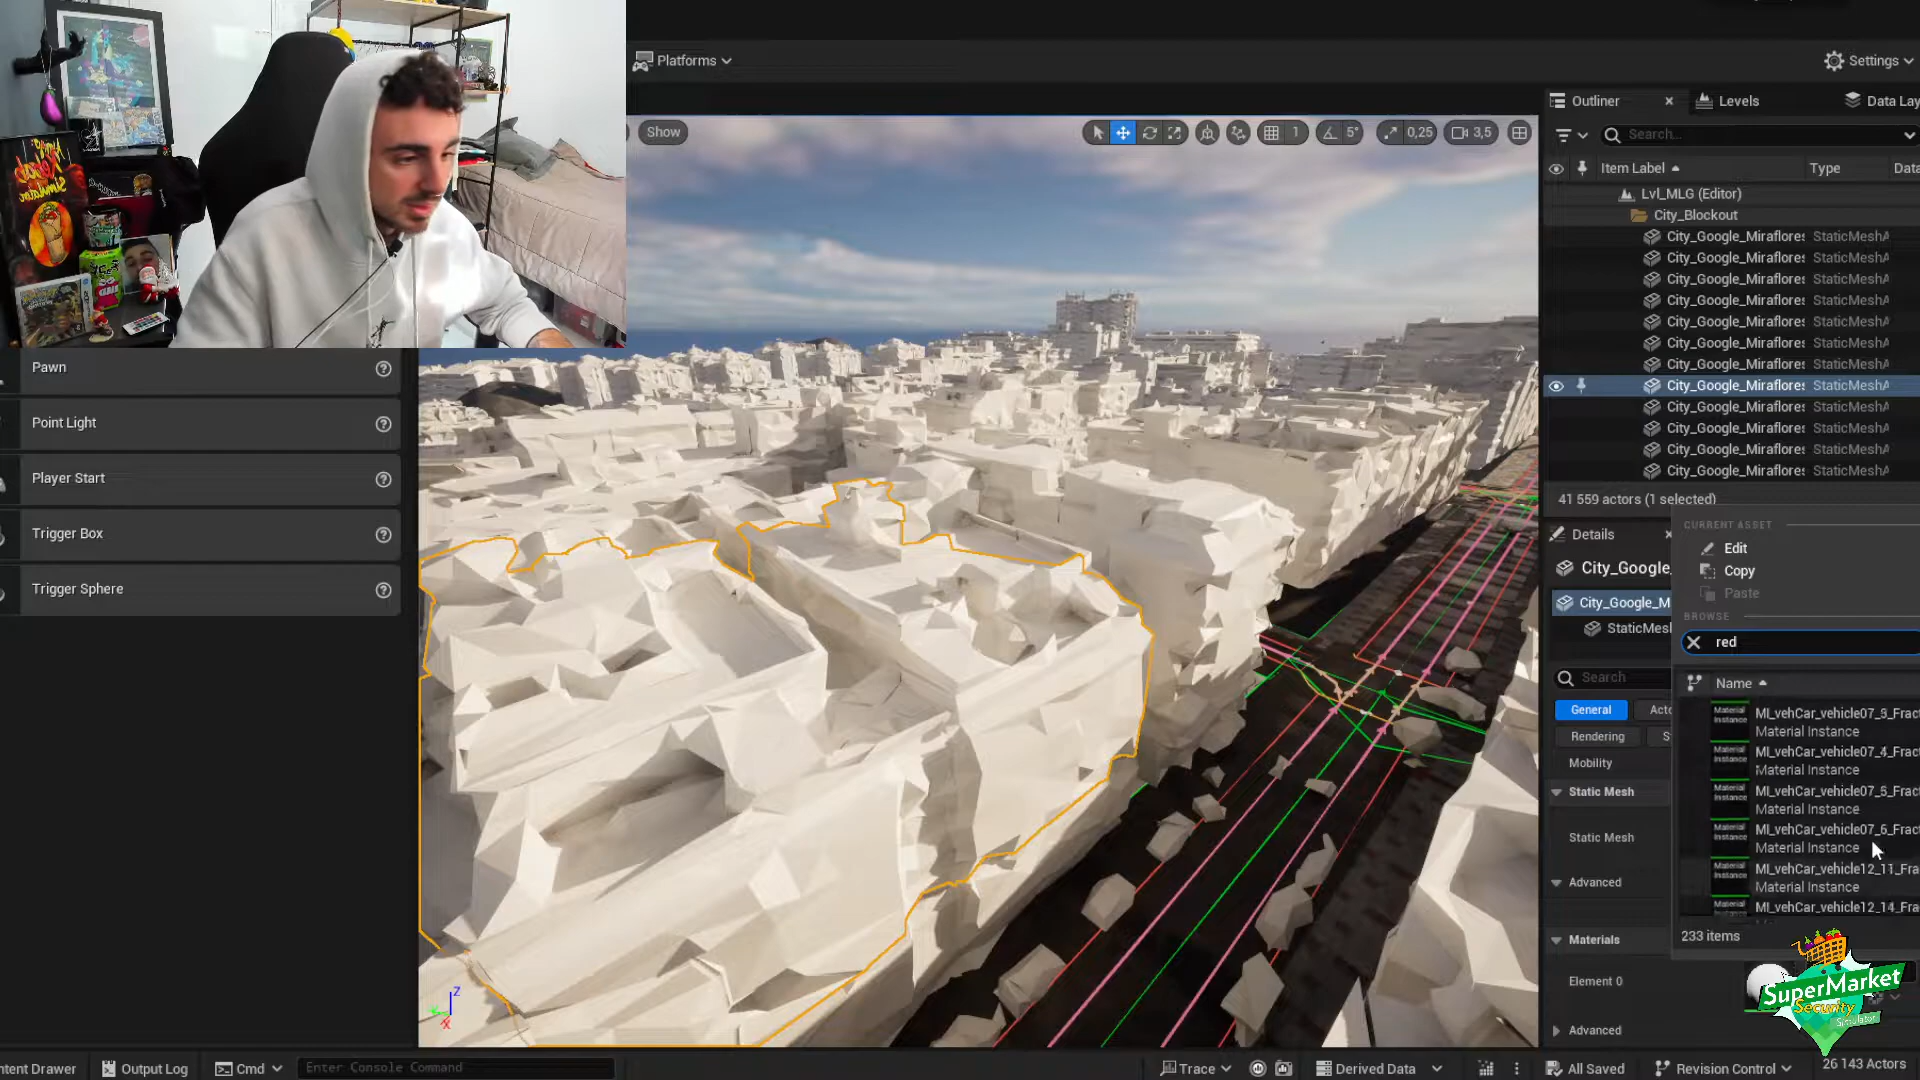 Platforms
Settings
Show
1
5°
0,25
3,5
Outliner
Levels
Data Lay
Search...
Item Label
Type
Data
Lvl_MLG (Editor)
City_Blockout
City_Google_Miraflores StaticMeshA
City_Google_Miraflores StaticMeshA
City_Google_Miraflores StaticMeshA
City_Google_Miraflores StaticMeshA
City_Google_Miraflores StaticMeshA
City_Google_Miraflores StaticMeshA
City_Google_Miraflores StaticMeshA
City_Google_Miraflores StaticMeshA
City_Google_Miraflores StaticMeshA
City_Google_Miraflores StaticMeshA
City_Google_Miraflores StaticMeshA
City_Google_Miraflores StaticMeshA
41 559 actors (1 selected)
Pawn
Point Light
Player Start
Trigger Box
Trigger Sphere
Details
City_Google_
City_Google_M
StaticMesl
Search
General
Acto
Rendering
S
Mobility
Static Mesh
Static Mesh
Advanced
Materials
Element 0
Advanced
CURRENT ASSET
Edit
Copy
Paste
BROWSE
red
Name
MI_vehCar_vehicle07_3_Fract
Material Instance
MI_vehCar_vehicle07_4_Fract
Material Instance
MI_vehCar_vehicle07_5_Fract
Material Instance
MI_vehCar_vehicle07_6_Fract
Material Instance
MI_vehCar_vehicle12_11_Fra
Material Instance
MI_vehCar_vehicle12_14_Fra
233 items
SuperMarket
Security
Simulator
Z
X
ntent Drawer
Output Log
Cmd
Enter Console Command
Trace
Derived Data
All Saved
Revision Control
26 143 Actors